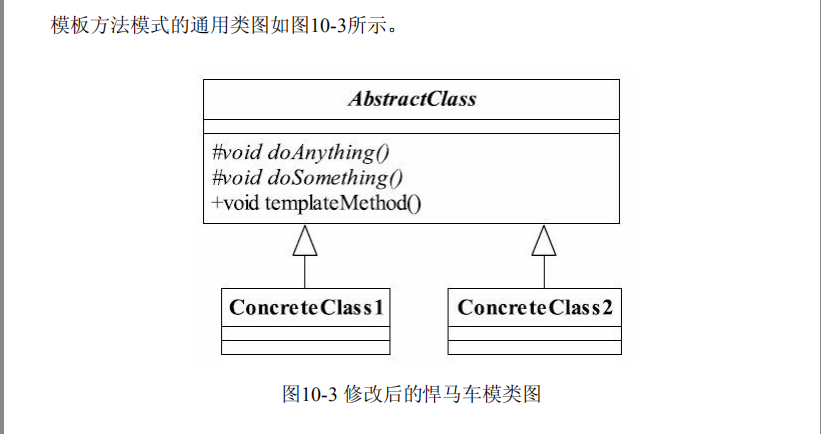 模板方法模式的通用类图如图10-3所示。
AbstractClass
#void doAnything()
#void doSomething()
+void templateMethod()
ConcreteClass1
ConcreteClass2
图10-3 修改后的悍马车模类图